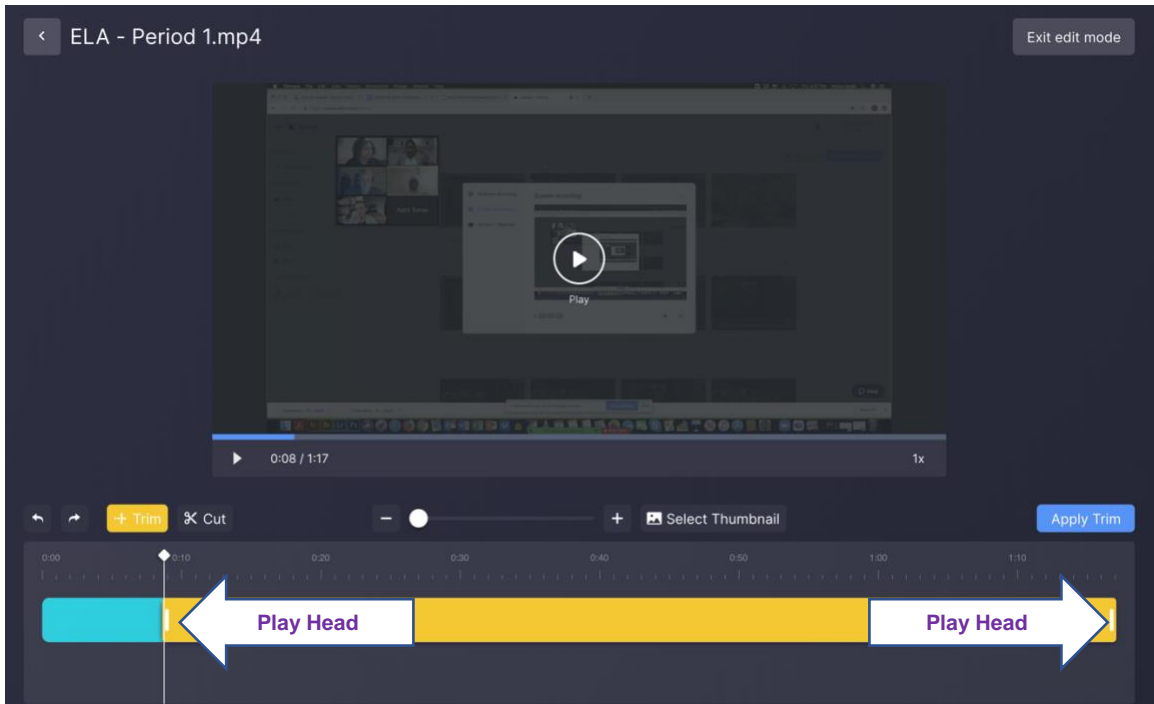 ELA - Period 1.mp4
Exit edit mode
Play
0:08 / 1:17
1x
Trim
Cut
Select Thumbnail
Apply Trim
0:00 0:10 0:20 0:30 0:40 0:50 1:00 1:10
Play Head
Play Head